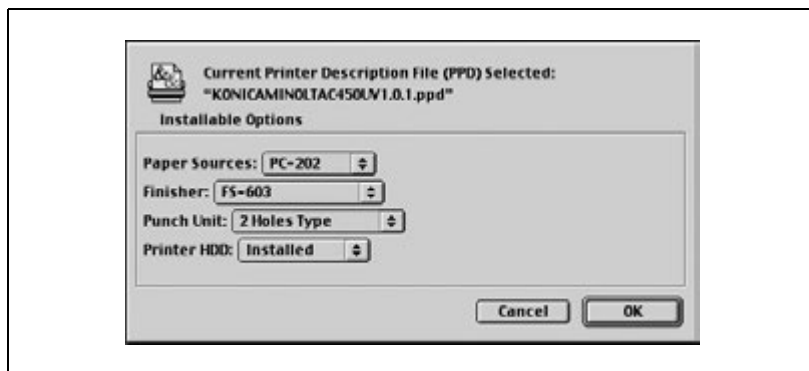 Current Printer Description File (PPD) Selected:
"KONICAMINOLTAC450UV1.0.1.ppd"
Installable Options
Paper Sources: PC-202
Finisher: FS-603
Punch Unit: 2 Holes Type
Printer HDD: Installed
Cancel OK